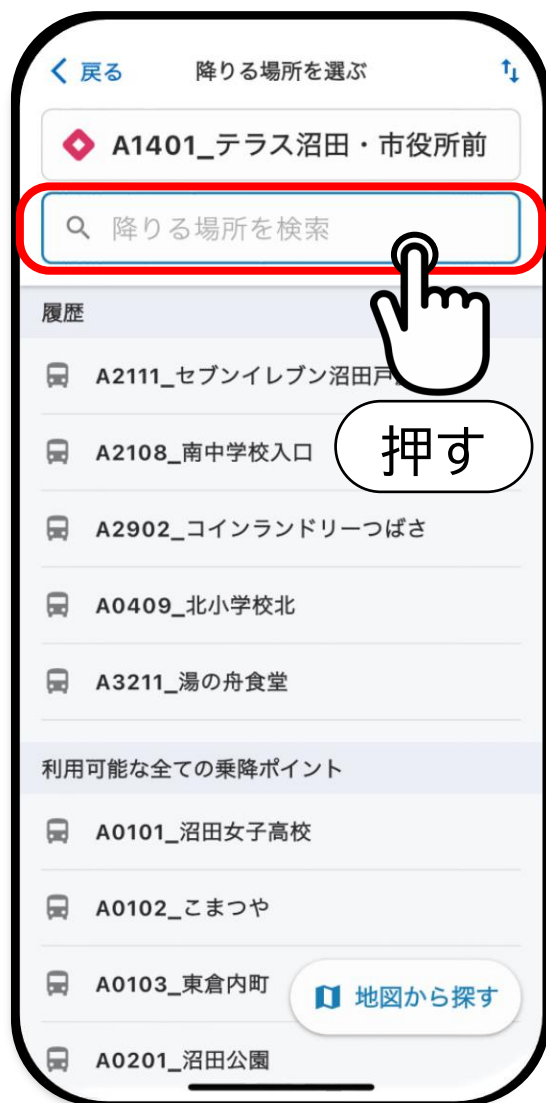 戻る 降りる場所を選ぶ
A1401_テラス沼田・市役所前
降りる場所を検索
履歴
A2111_セブンイレブン沼田戸
A2108_南中学校入口
押す
A2902_コインランドリーつばさ
A0409_北小学校北
A3211_湯の舟食堂
利用可能な全ての乗降ポイント
A0101_沼田女子高校
A0102_こまつや
A0103_東倉内町
地図から探す
A0201_沼田公園